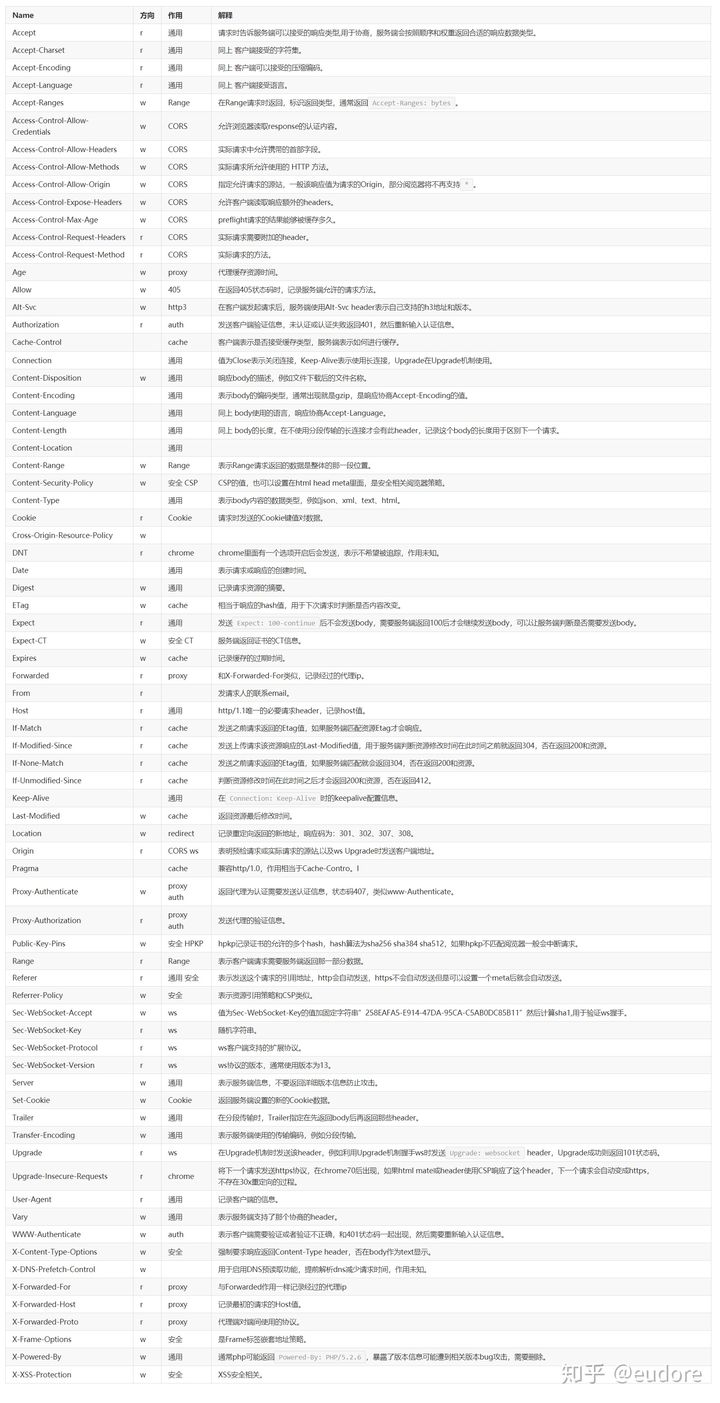 Name 方向 作用 解释
Accept r 通用 请求时告诉服务端可以接受的响应类型,用于协商，服务端会按照顺序和权重返回合适的响应数据类型。
Accept-Charset r 通用 同上 客户端接受的字符集。
Accept-Encoding r 通用 同上 客户端可以接受的压缩编码。
Accept-Language r 通用 同上 客户端接受语言。
Accept-Ranges w Range 在Range请求时返回，标识返回类型，通常返回 Accept-Ranges: bytes 。
Access-Control-Allow-
Credentials w CORS 允许浏览器读取response的认证内容。
Access-Control-Allow-Headers w CORS 实际请求中允许携带的首部字段。
Access-Control-Allow-Methods w CORS 实际请求所允许使用的 HTTP 方法。
Access-Control-Allow-Origin w CORS 指定允许请求的源站，一般该响应值为请求的Origin，部分阅览器将不再支持 * 。
Access-Control-Expose-Headers w CORS 允许客户端读取响应额外的headers。
Access-Control-Max-Age w CORS preflight请求的结果能够被缓存多久。
Access-Control-Request-Headers r CORS 实际请求需要附加的header。
Access-Control-Request-Method r CORS 实际请求的方法。
Age w proxy 代理缓存资源时间。
Allow w 405 在返回405状态码时，记录服务端允许的请求方法。
Alt-Svc w http3 在客户端发起请求后，服务端使用Alt-Svc header表示自己支持的h3地址和版本。
Authorization r auth 发送客户端验证信息，未认证或认证失败返回401，然后重新输入认证信息。
Cache-Control cache 客户端表示是否接受缓存类型，服务端表示如何进行缓存。
Connection 通用 值为Close表示关闭连接，Keep-Alive表示使用长连接，Upgrade在Upgrade机制使用。
Content-Disposition w 通用 响应body的描述，例如文件下载后的文件名称。
Content-Encoding 通用 表示body的编码类型，通常出现就是gzip，是响应协商Accept-Encoding的值。
Content-Language 通用 同上 body使用的语言，响应协商Accept-Language。
Content-Length 通用 同上 body的长度，在不使用分段传输的长连接才会有此header，记录这个body的长度用于区别下一个请求。
Content-Location 通用
Content-Range w Range 表示Range请求返回的数据是整体的那一段位置。
Content-Security-Policy w 安全 CSP CSP的值，也可以设置在html head meta里面，是安全相关阅览器策略。
Content-Type 通用 表示body内容的数据类型，例如json、xml、text、html。
Cookie r Cookie 请求时发送的Cookie键值对数据。
Cross-Origin-Resource-Policy w
DNT r chrome chrome里面有一个选项开启后会发送，表示不希望被追踪，作用未知。
Date 通用 表示请求或响应的创建时间。
Digest w 通用 记录请求资源的摘要。
ETag w cache 相当于响应的hash值，用于下次请求时判断是否内容改变。
Expect r 通用 发送 Expect: 100-continue 后不会发送body，需要服务端返回100后才会继续发送body，可以让服务端判断是否需要发送body。
Expect-CT w 安全 CT 服务端返回证书的CT信息。
Expires w cache 记录缓存的过期时间。
Forwarded r proxy 和X-Forwarded-For类似，记录经过的代理ip。
From r 发请求人的联系email。
Host r 通用 http/1.1唯一的必要请求header，记录host值。
If-Match r cache 发送之前请求返回的Etag值，如果服务端匹配资源Etag才会响应。
If-Modified-Since r cache 发送上传请求该资源响应的Last-Modified值，用于服务端判断资源修改时间在此时间之前就返回304，否在返回200和资源。
If-None-Match r cache 发送之前请求返回的Etag值，如果服务端匹配就会返回304，否在返回200和资源。
If-Unmodified-Since r cache 判断资源修改时间在此时间之后才会返回200和资源，否在返回412。
Keep-Alive 通用 在 Connection: Keep-Alive 时的keepalive配置信息。
Last-Modified w cache 返回资源最后修改时间。
Location w redirect 记录重定向返回的新地址，响应码为：301、302、307、308。
Origin r CORS ws 表明预检请求或实际请求的源站,以及ws Upgrade时发送客户端地址。
Pragma cache 兼容http/1.0，作用相当于Cache-Contro。l
Proxy-Authenticate w proxy
auth 返回代理为认证需要发送认证信息，状态码407，类似www-Authenticate。
Proxy-Authorization r proxy
auth 发送代理的验证信息。
Public-Key-Pins w 安全 HPKP hpkp记录证书的允许的多个hash，hash算法为sha256 sha384 sha512，如果hpkp不匹配阅览器一般会中断请求。
Range r Range 表示客户端请求需要服务端返回那一部分数据。
Referer r 通用 安全 表示发送这个请求的引用地址，http会自动发送，https不会自动发送但是可以设置一个meta后就会自动发送。
Referrer-Policy w 安全 表示资源引用策略和CSP类似。
Sec-WebSocket-Accept w ws 值为Sec-WebSocket-Key的值加固定字符串”258EAFA5-E914-47DA-95CA-C5AB0DC85B11”然后计算sha1,用于验证ws握手。
Sec-WebSocket-Key r ws 随机字符串。
Sec-WebSocket-Protocol r ws ws客户端支持的扩展协议。
Sec-WebSocket-Version r ws ws协议的版本，通常使用版本为13。
Server w 通用 表示服务端信息，不要返回详细版本信息防止攻击。
Set-Cookie w Cookie 返回服务端设置的新的Cookie数据。
Trailer w 通用 在分段传输时，Trailer指定在先返回body后再返回那些header。
Transfer-Encoding w 通用 表示服务端使用的传输编码，例如分段传输。
Upgrade r ws 在Upgrade机制时发送该header，例如利用Upgrade机制握手ws时发送 Upgrade: websocket header，Upgrade成功则返回101状态码。
Upgrade-Insecure-Requests r chrome 将下一个请求发送https协议，在chrome70后出现，如果html mate或header使用CSP响应了这个header，下一个请求会自动变成https，
不存在30x重定向的过程。
User-Agent r 通用 记录客户端的信息。
Vary w 通用 表示服务端支持了那个协商的header。
WWW-Authenticate w auth 表示客户端需要验证或者验证不正确，和401状态码一起出现，然后需要重新输入认证信息。
X-Content-Type-Options w 安全 强制要求响应返回Content-Type header，否在body作为text显示。
X-DNS-Prefetch-Control w 用于启用DNS预读取功能，提前解析dns减少请求时间，作用未知。
X-Forwarded-For r proxy 与Forwarded作用一样记录经过的代理ip
X-Forwarded-Host r proxy 记录最初的请求的Host值。
X-Forwarded-Proto r proxy 代理端对端间使用的协议。
X-Frame-Options w 安全 是Frame标签嵌套地址策略。
X-Powered-By w 通用 通常php可能返回 Powered-By: PHP/5.2.6 ，暴露了版本信息可能遭到相关版本bug攻击，需要删除。
X-XSS-Protection w 安全 XSS安全相关。
知乎 @eudore